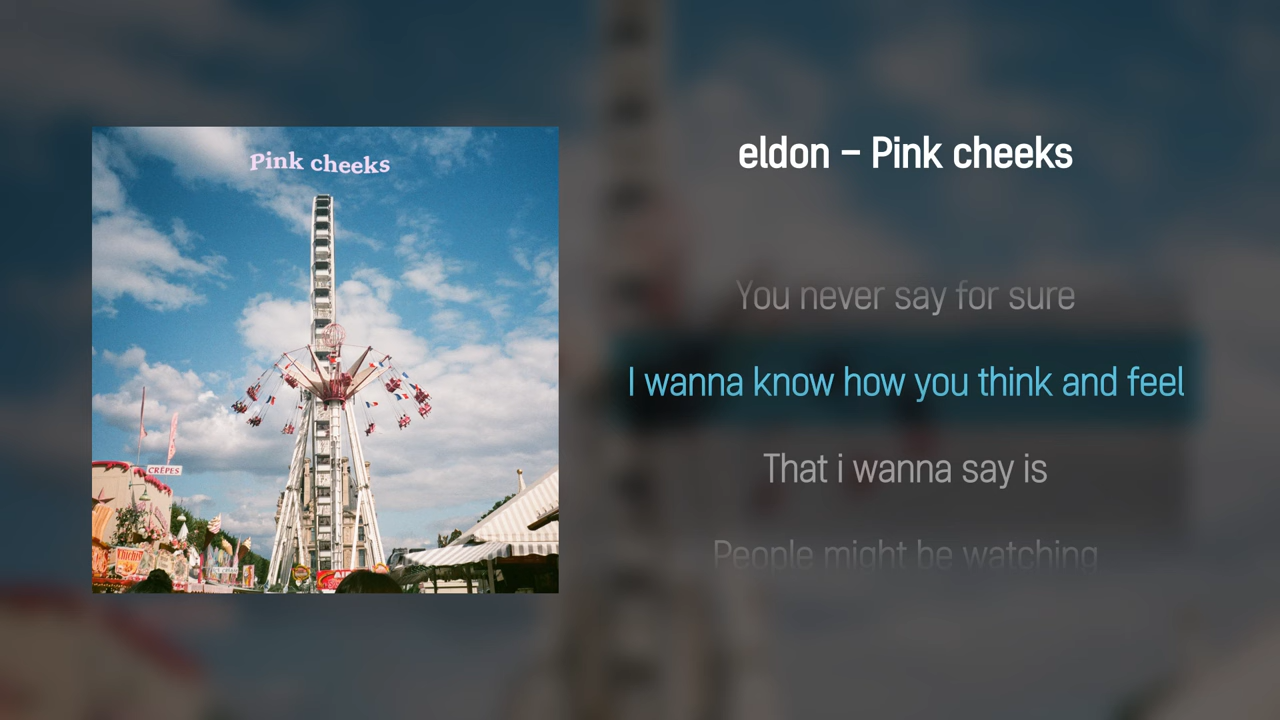 Pink cheeks
CRÊPES
eldon – Pink cheeks
You never say for sure
I wanna know how you think and feel
That i wanna say is
People might be watching